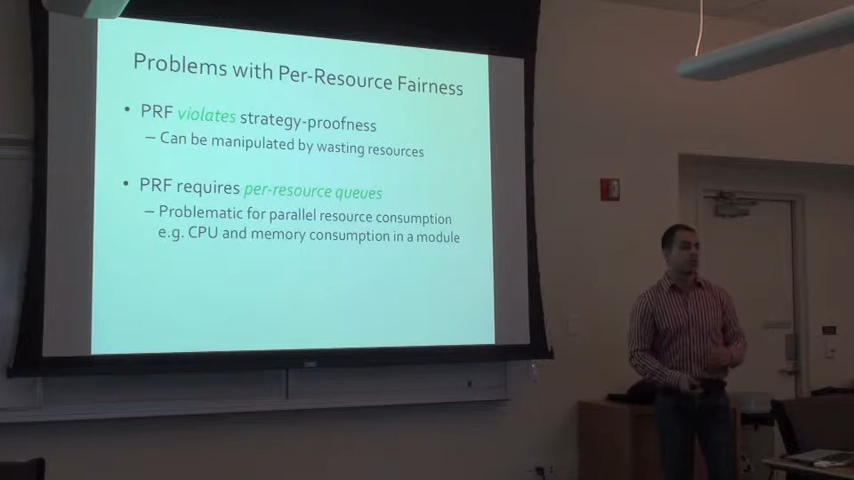 Problems with Per-Resource Fairness
• PRF violates strategy-proofness
– Can be manipulated by wasting resources
• PRF requires per-resource queues
– Problematic for parallel resource consumption
e.g. CPU and memory consumption in a module